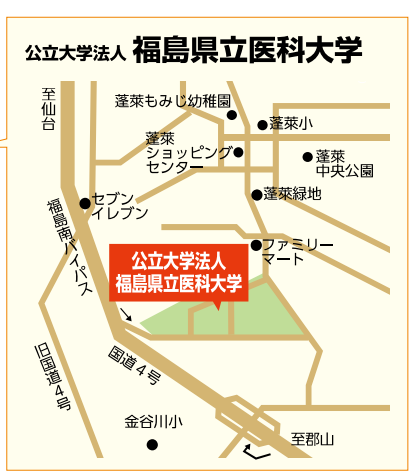 公立大学法人 福島県立医科大学
至仙台
蓬萊もみじ幼稚園
蓬萊小
蓬萊
ショッピング
センター
蓬萊
中央公園
セブン
イレブン
蓬萊緑地
福島南バイパス
ファミリー
マート
公立大学法人
福島県立医科大学
旧国道4号
国道4号
金谷川小
至郡山